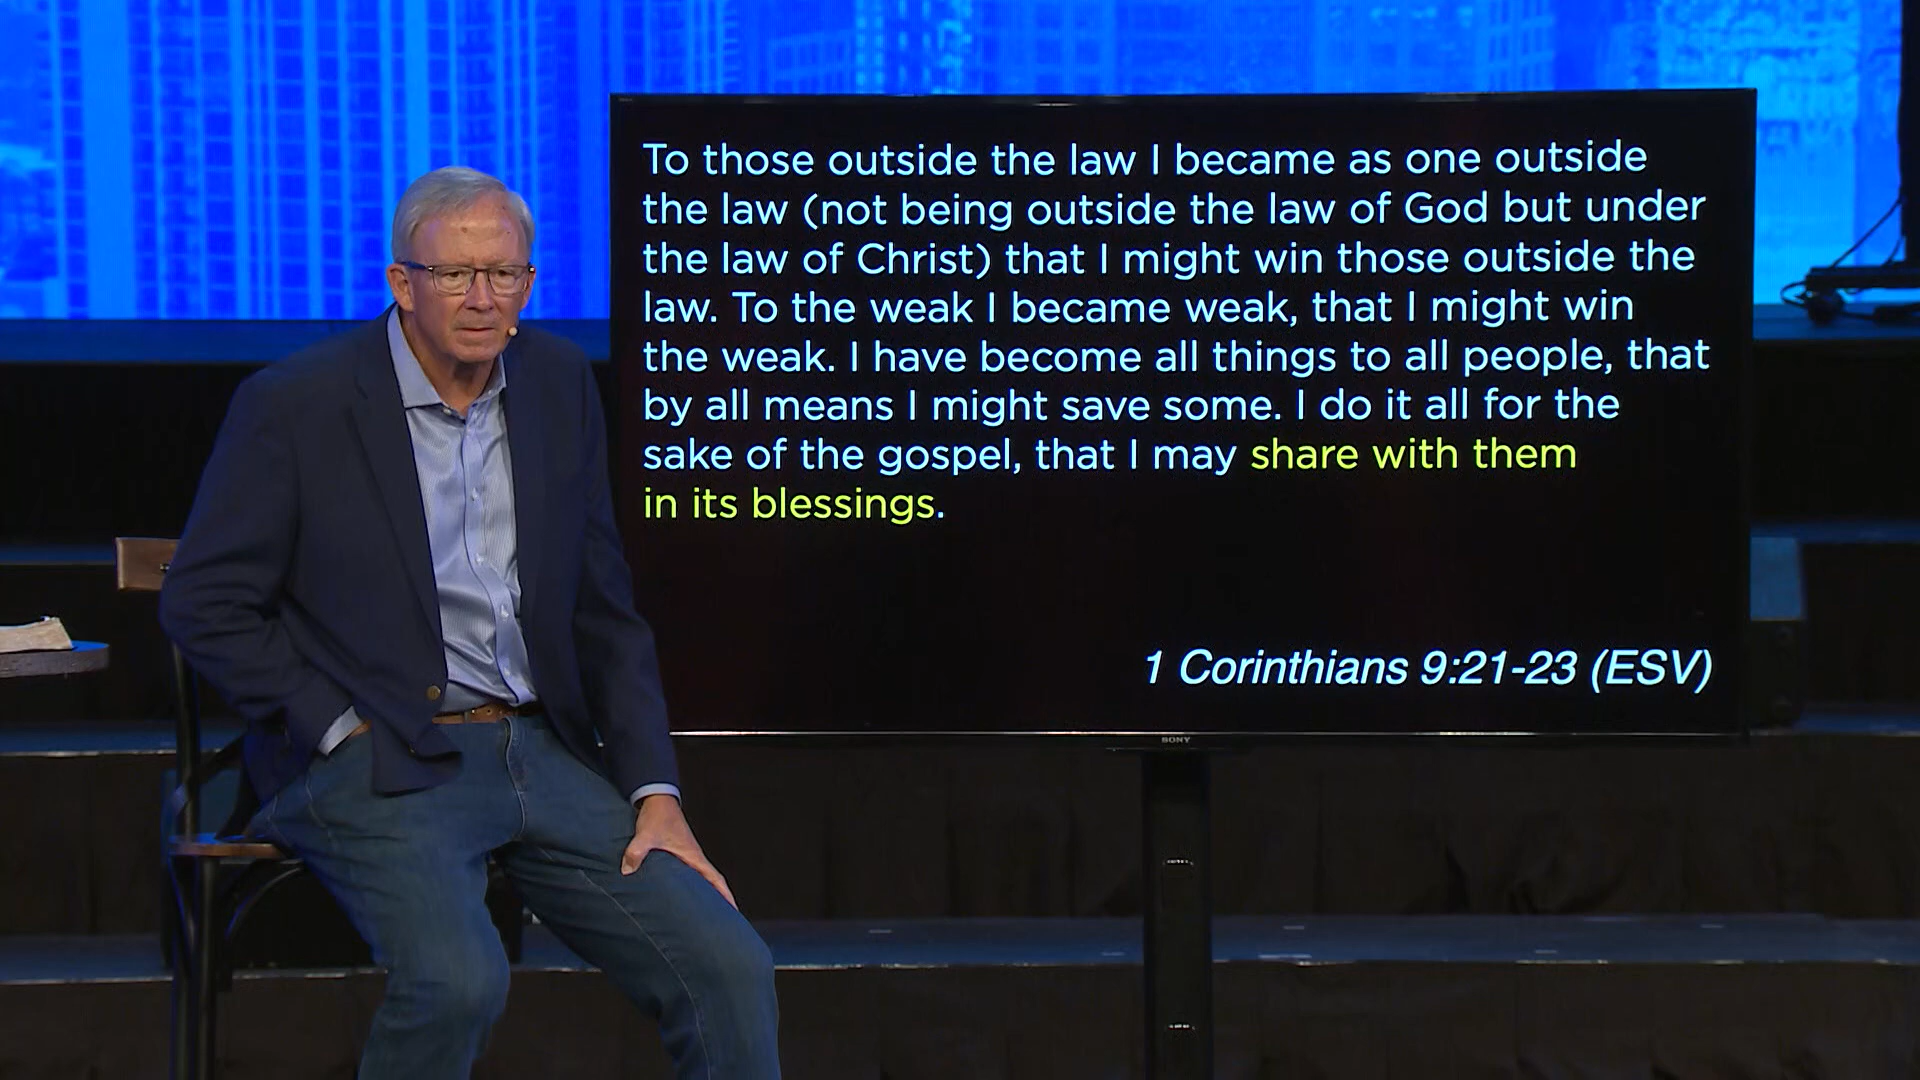 To those outside the law I became as one outside
the law (not being outside the law of God but under
the law of Christ) that I might win those outside the
law. To the weak I became weak, that I might win
the weak. I have become all things to all people, that
by all means I might save some. I do it all for the
sake of the gospel, that I may share with them
in its blessings.
1 Corinthians 9:21-23 (ESV)
SONY